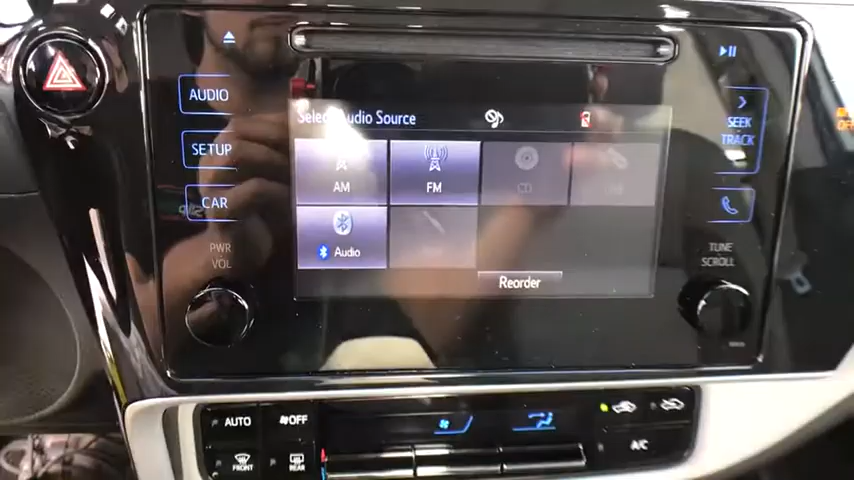 AUDIO
SETUP
CAR
PWR
VOL
Select Audio Source
AM
FM
CD
Audio
Reorder
SEEK
TRACK
TUNE
SCROLL
AUTO
OFF
FRONT
REAR
A/C